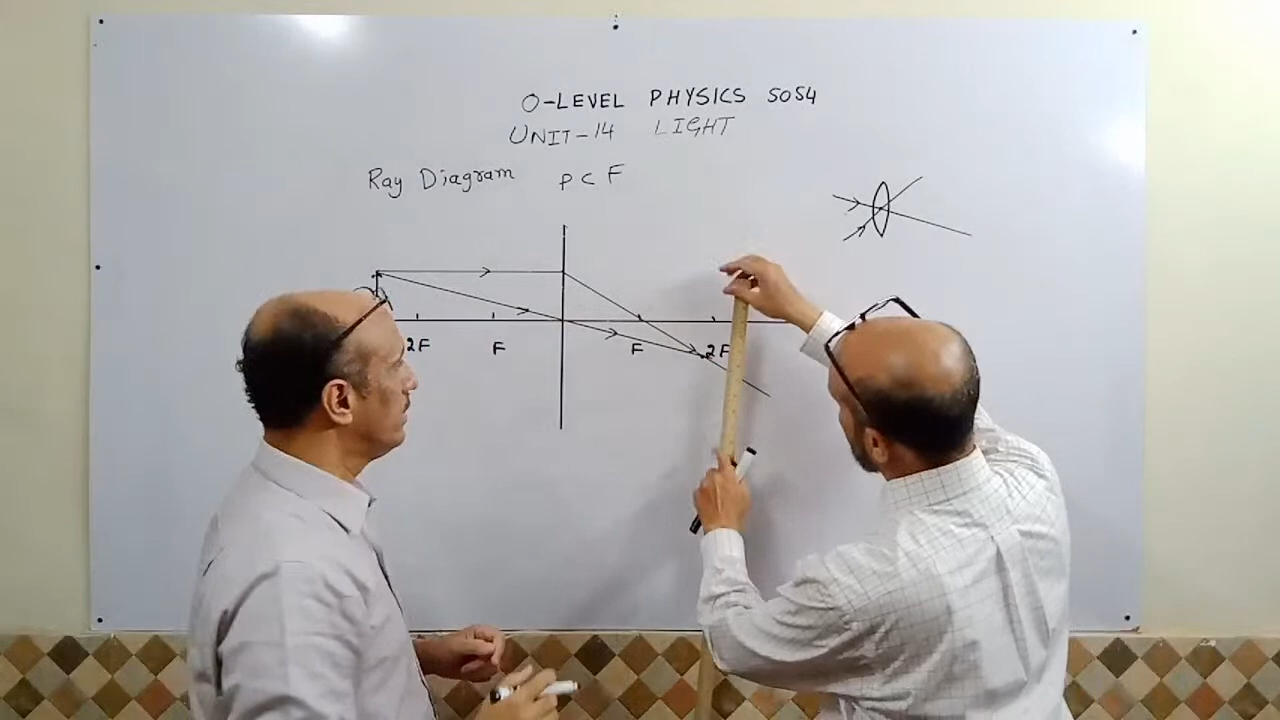 O-LEVEL PHYSICS 5054
UNIT-14 LIGHT
Ray Diagram P C F
2F F F 2F